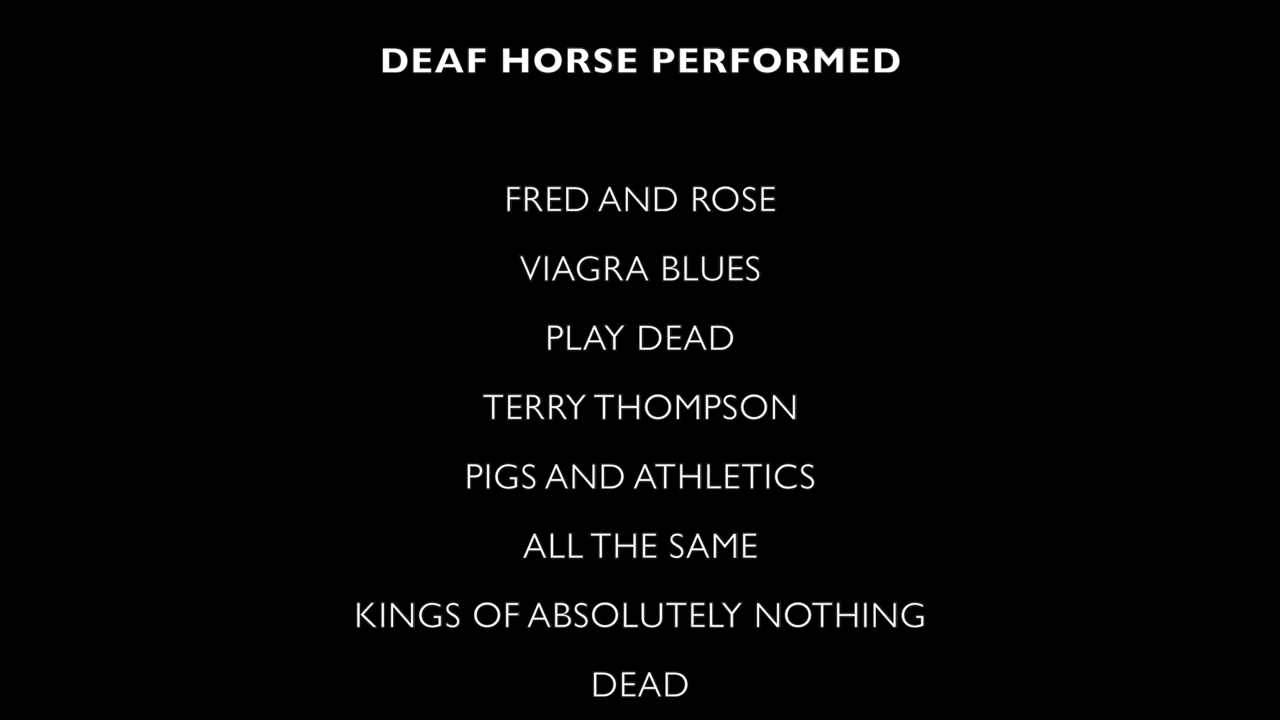 DEAF HORSE PERFORMED
FRED AND ROSE
VIAGRA BLUES
PLAY DEAD
TERRY THOMPSON
PIGS AND ATHLETICS
ALL THE SAME
KINGS OF ABSOLUTELY NOTHING
DEAD